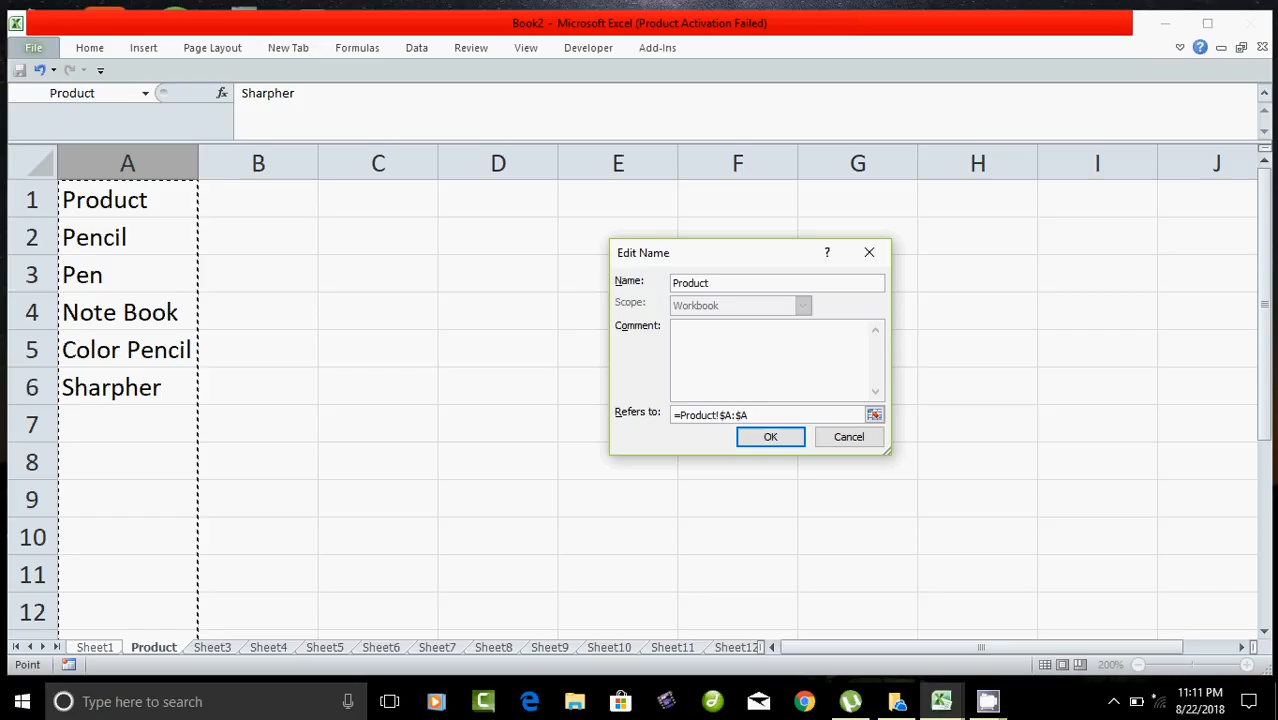 Book2 - Microsoft Excel (Product Activation Failed)
File Home Insert Page Layout New Tab Formulas Data Review View Developer Add-Ins
Product fx Sharpher
A B C D E F G H I J
1 Product
2 Pencil
3 Pen
4 Note Book
5 Color Pencil
6 Sharpher
7
8
9
10
11
12
Edit Name ?
Name: Product
Scope: Workbook
Comment:
Refers to: =Product!$A:$A
OK Cancel
Sheet1 Product Sheet3 Sheet4 Sheet5 Sheet6 Sheet7 Sheet8 Sheet9 Sheet10 Sheet11 Sheet12
Point 200%
Type here to search
11:11 PM
8/22/2018